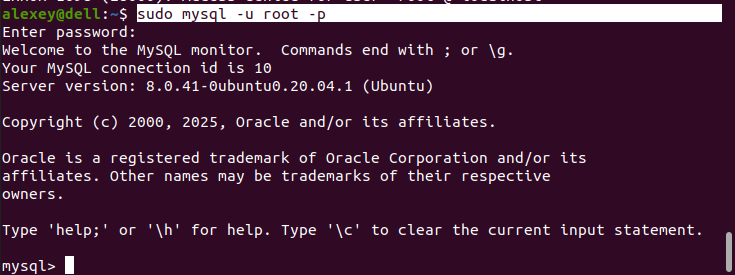 alexey@dell:~$ sudo mysql -u root -p
Enter password:
Welcome to the MySQL monitor.  Commands end with ; or \g.
Your MySQL connection id is 10
Server version: 8.0.41-0ubuntu0.20.04.1 (Ubuntu)
Copyright (c) 2000, 2025, Oracle and/or its affiliates.
Oracle is a registered trademark of Oracle Corporation and/or its
affiliates. Other names may be trademarks of their respective
owners.
Type 'help;' or '\h' for help. Type '\c' to clear the current input statement.
mysql>